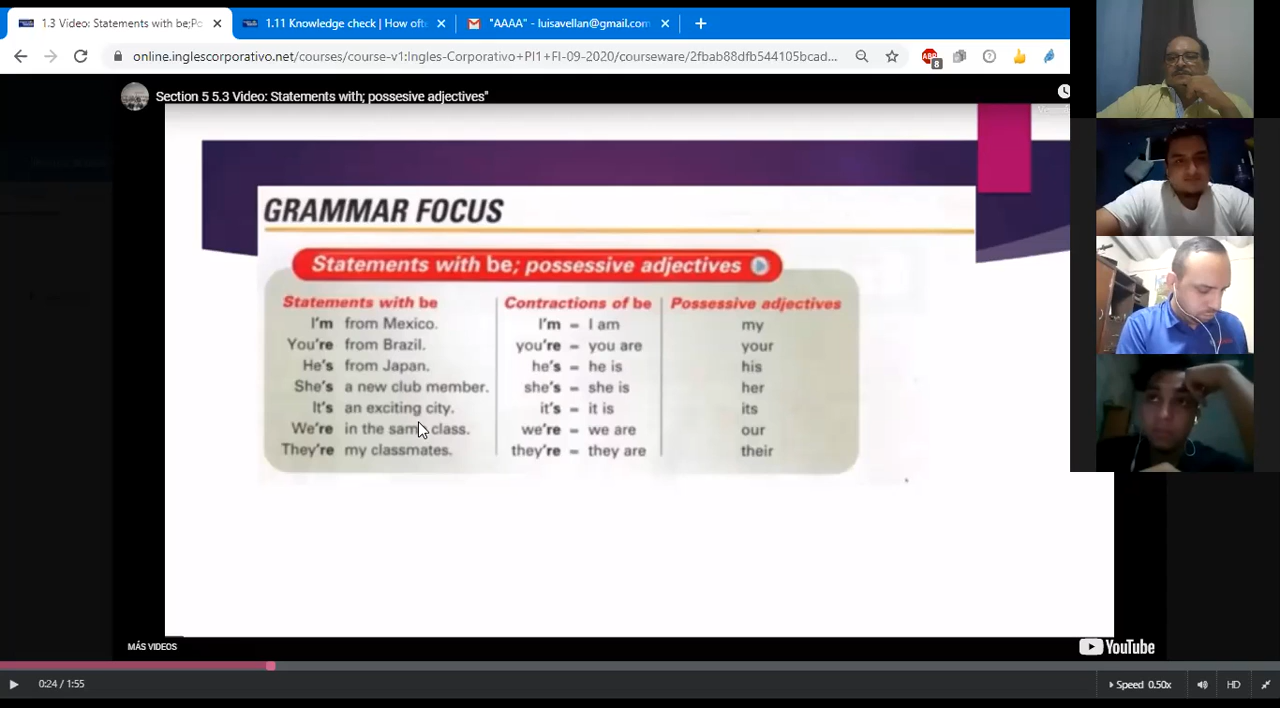 1.3 Video: Statements with be;Po
1.11 Knowledge check | How oft
"AAAA" - luisavellan@gmail.com
online.inglescorporativo.net/courses/course-v1:Ingles-Corporativo+PI1+FI-09-2020/courseware/2fbab88dfb544105bcad...
ABP
8
Section 5 5.3 Video: Statements with; possesive adjectives"
GRAMMAR FOCUS
Statements with be; possessive adjectives
Statements with be Contractions of be Possessive adjectives
I'm from Mexico. I'm = I am my
You're from Brazil. you're = you are your
He's from Japan. he's = he is his
She's a new club member. she's = she is her
It's an exciting city. it's = it is its
We're in the same class. we're = we are our
They're my classmates. they're = they are their
MÁS VIDEOS
YouTube
0:24 / 1:55
Speed 0.50x
HD